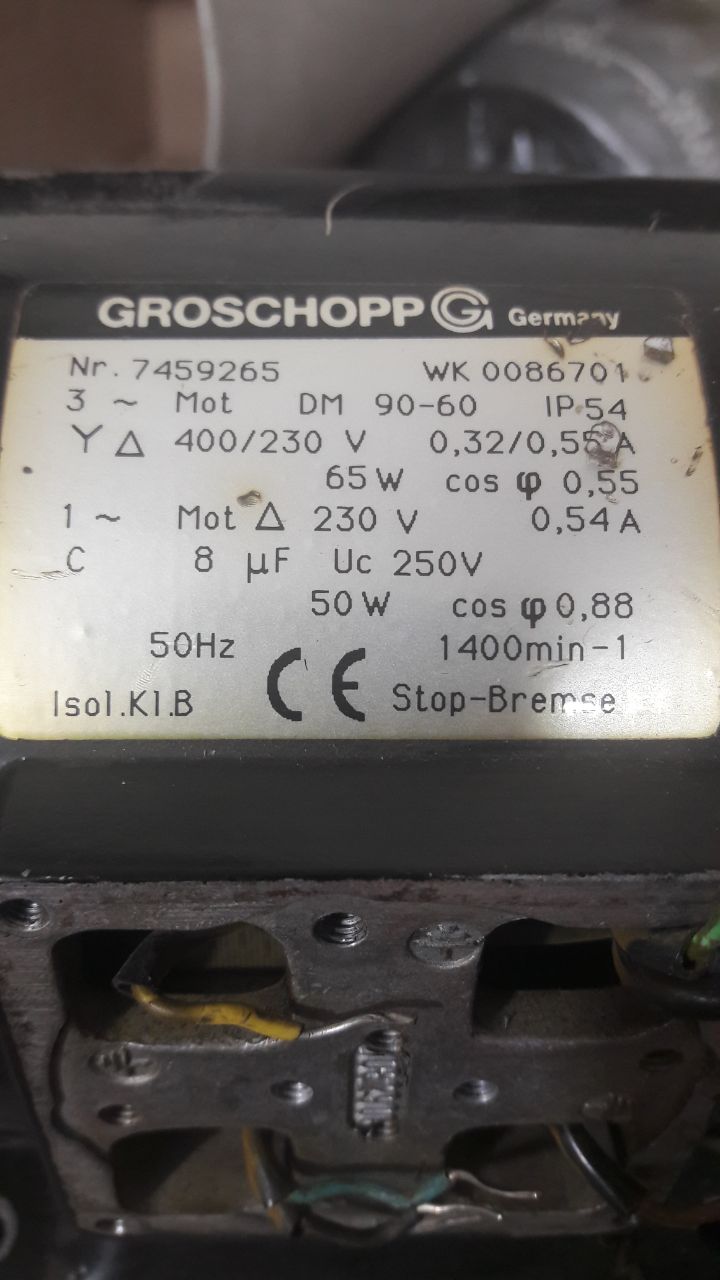 GROSCHOPP G Germany
Nr. 7459265 WK 0086701
3 ~ Mot DM 90-60 IP 54
Y Δ 400/230 V 0,32/0,55 A
65 W cos φ 0,55
1 ~ Mot Δ 230 V 0,54 A
C 8 µF Uc 250V
50 W cos φ 0,88
50Hz CE 1400min-1
Isol.Kl.B Stop-Bremse